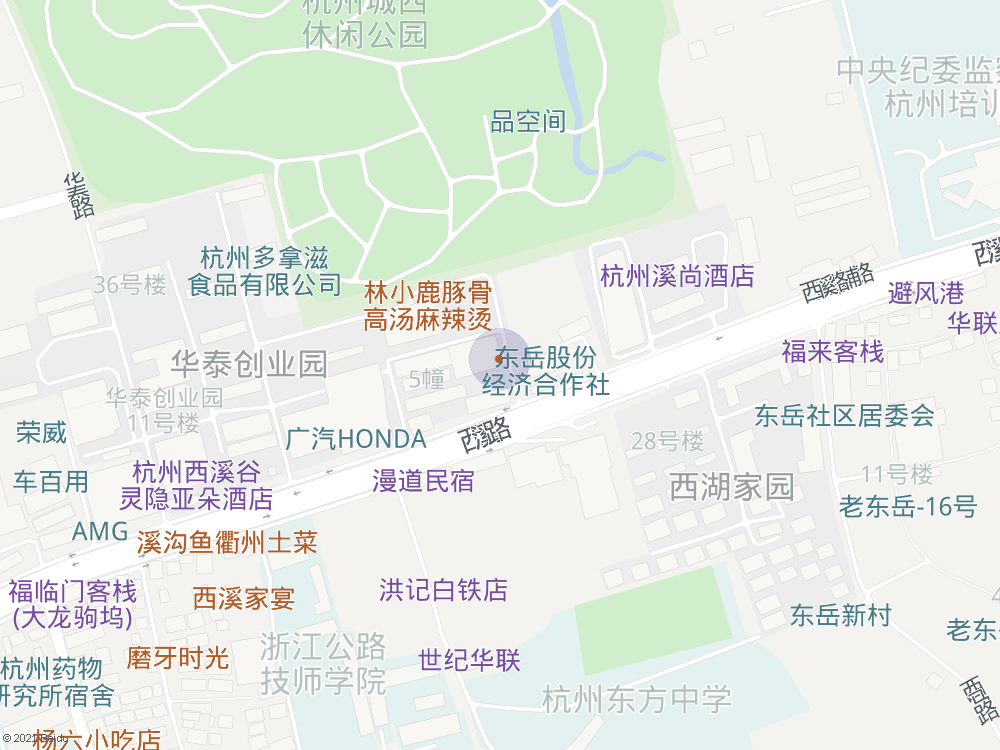 杭州城西
休闲公园
中央纪委监察
杭州培训
品空间
华泰路
杭州多拿滋
食品有限公司
36号楼
林小鹿豚骨
高汤麻辣烫
杭州溪尚酒店
西溪路辅路
西溪
避风港
华联
福来客栈
华泰创业园
东岳股份
经济合作社
5幢
华泰创业园
11号楼
荣威
广汽HONDA
西溪路
东岳社区居委会
28号楼
11号楼
车百用
杭州西溪谷
灵隐亚朵酒店
漫道民宿
西湖家园
老东岳-16号
AMG
溪沟鱼衢州土菜
福临门客栈
(大龙驹坞)
西溪家宴
洪记白铁店
东岳新村
老东
浙江公路
技师学院
磨牙时光
世纪华联
杭州药物
研究所宿舍
杭州东方中学
杨六小吃店